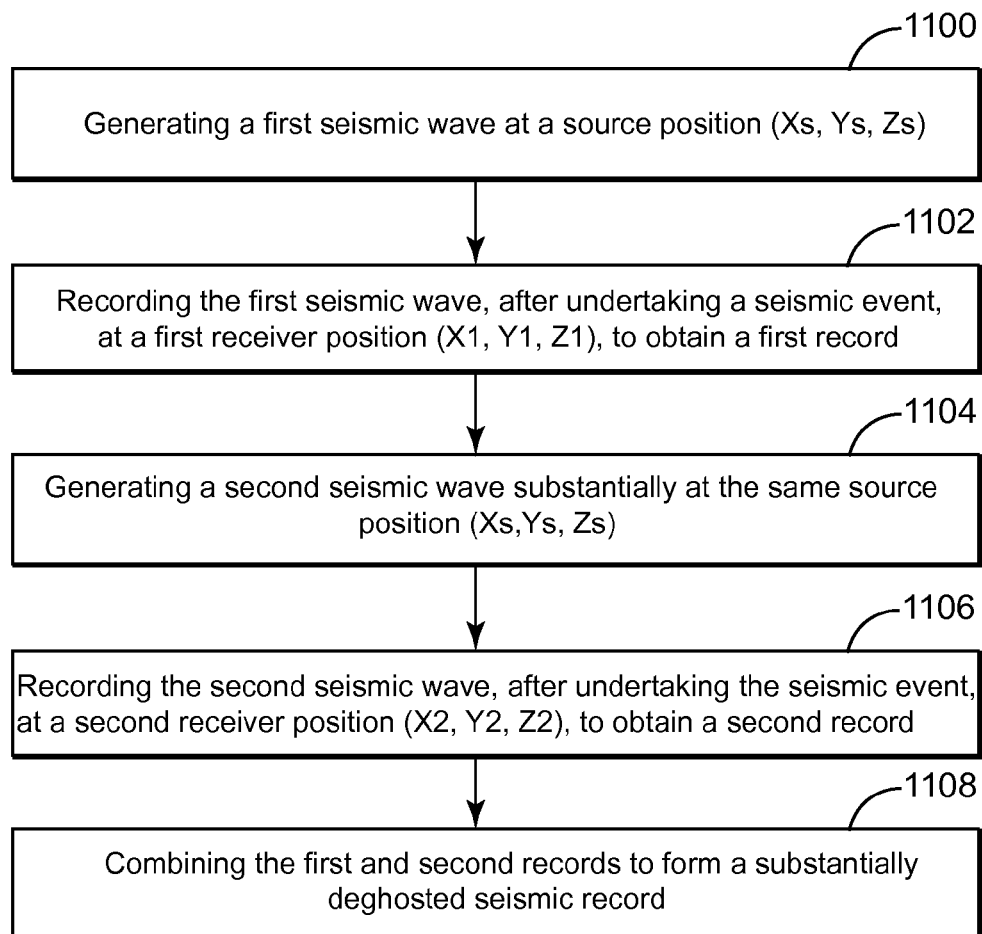 1100
Generating a first seismic wave at a source position (Xs, Ys, Zs)
1102
Recording the first seismic wave, after undertaking a seismic event,
at a first receiver position (X1, Y1, Z1), to obtain a first record
1104
Generating a second seismic wave substantially at the same source
position (Xs,Ys, Zs)
1106
Recording the second seismic wave, after undertaking the seismic event,
at a second receiver position (X2, Y2, Z2), to obtain a second record
1108
Combining the first and second records to form a substantially
deghosted seismic record